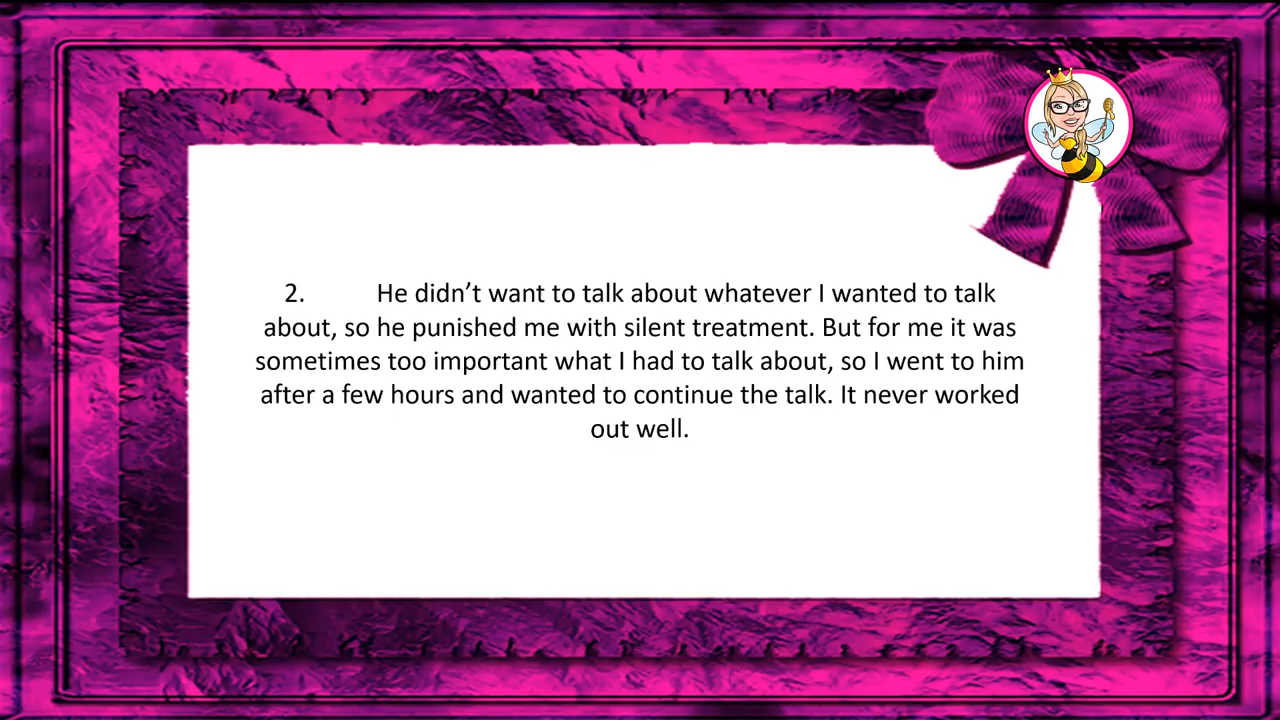 2. He didn’t want to talk about whatever I wanted to talk
about, so he punished me with silent treatment. But for me it was
sometimes too important what I had to talk about, so I went to him
after a few hours and wanted to continue the talk. It never worked
out well.